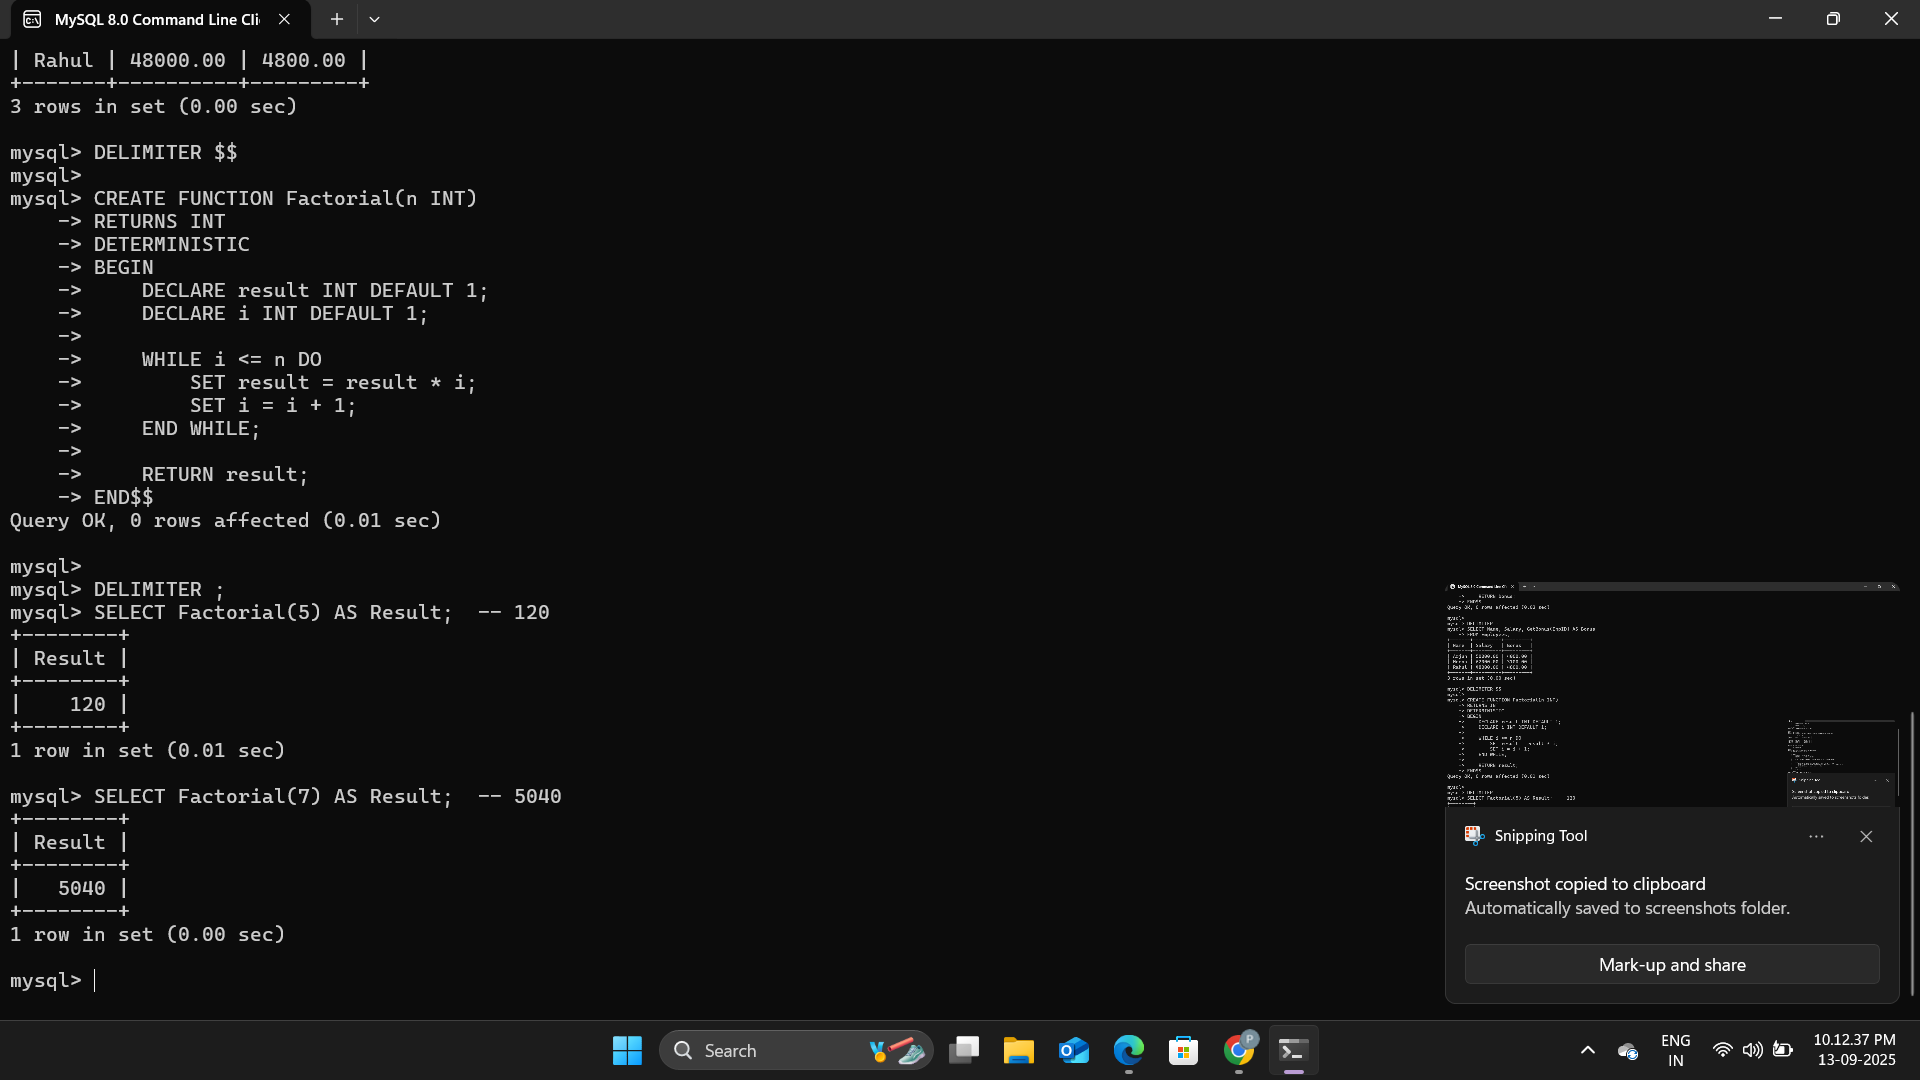 MySQL 8.0 Command Line Cli
| Rahul | 48000.00 | 4800.00 |
+-------+----------+---------+
3 rows in set (0.00 sec)
mysql> DELIMITER $$
mysql>
mysql> CREATE FUNCTION Factorial(n INT)
    -> RETURNS INT
    -> DETERMINISTIC
    -> BEGIN
    ->     DECLARE result INT DEFAULT 1;
    ->     DECLARE i INT DEFAULT 1;
    ->
    ->     WHILE i <= n DO
    ->         SET result = result * i;
    ->         SET i = i + 1;
    ->     END WHILE;
    ->
    ->     RETURN result;
    -> END$$
Query OK, 0 rows affected (0.01 sec)
mysql>
mysql> DELIMITER ;
mysql> SELECT Factorial(5) AS Result;  -- 120
+--------+
| Result |
+--------+
|    120 |
+--------+
1 row in set (0.01 sec)
mysql> SELECT Factorial(7) AS Result;  -- 5040
+--------+
| Result |
+--------+
|   5040 |
+--------+
1 row in set (0.00 sec)
mysql>
Snipping Tool
Screenshot copied to clipboard
Automatically saved to screenshots folder.
Mark-up and share
Search
P
ENG
IN
10.12.37 PM
13-09-2025